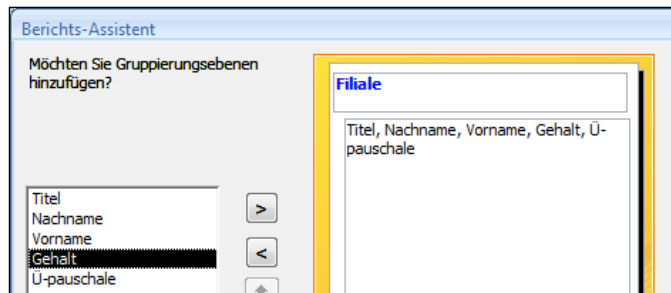 Berichts-Assistent
Möchten Sie Gruppierungsebenen
hinzufügen?
Filiale
Titel, Nachname, Vorname, Gehalt, Ü-
pauschale
Titel
Nachname
Vorname
Gehalt
Ü-pauschale
>
<